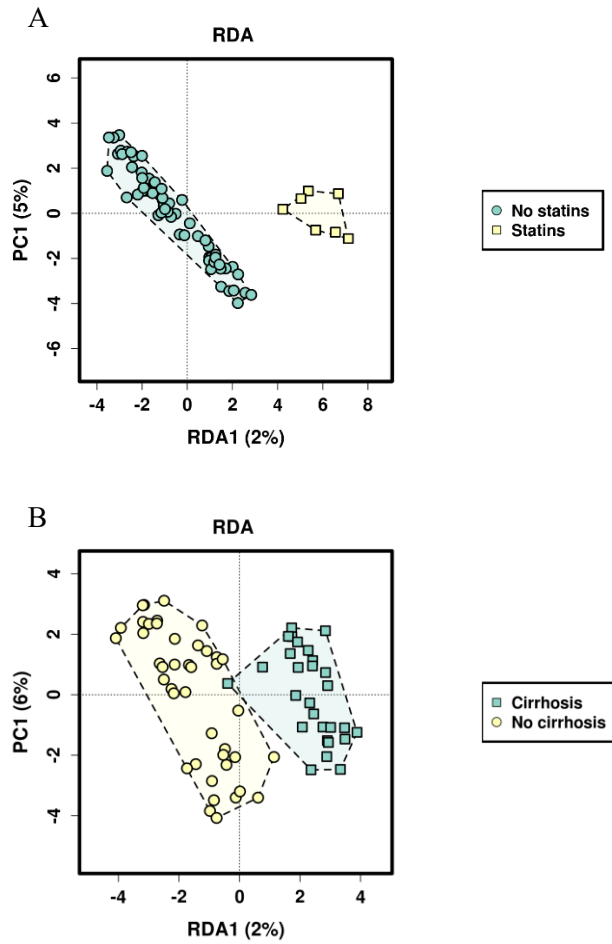 A
RDA
6
4
2
0
-2
-4
-6
PC1 (5%)
-4 -2 0 2 4 6 8
RDA1 (2%)
No statins
Statins
B
RDA
4
2
0
-2
-4
PC1 (6%)
-4 -2 0 2 4
RDA1 (2%)
Cirrhosis
No cirrhosis